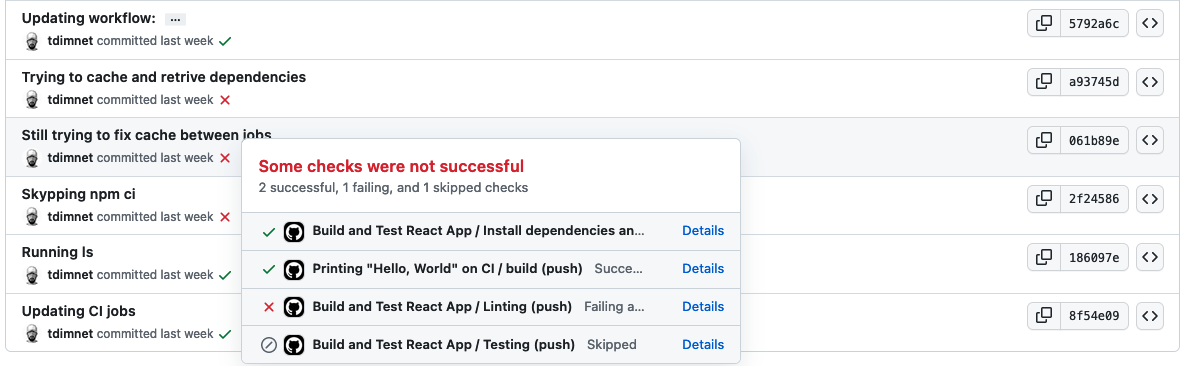 Updating workflow: ...
tdimnet committed last week
5792a6c
Trying to cache and retrive dependencies
tdimnet committed last week
a93745d
Still trying to fix cache between jobs
tdimnet committed last week
061b89e
Some checks were not successful
2 successful, 1 failing, and 1 skipped checks
Build and Test React App / Install dependencies an... Details
Printing "Hello, World" on CI / build (push) Succe... Details
Build and Test React App / Linting (push) Failing a... Details
Build and Test React App / Testing (push) Skipped Details
Skypping npm ci
tdimnet committed last week
2f24586
Running ls
tdimnet committed last week
186097e
Updating CI jobs
tdimnet committed last week
8f54e09